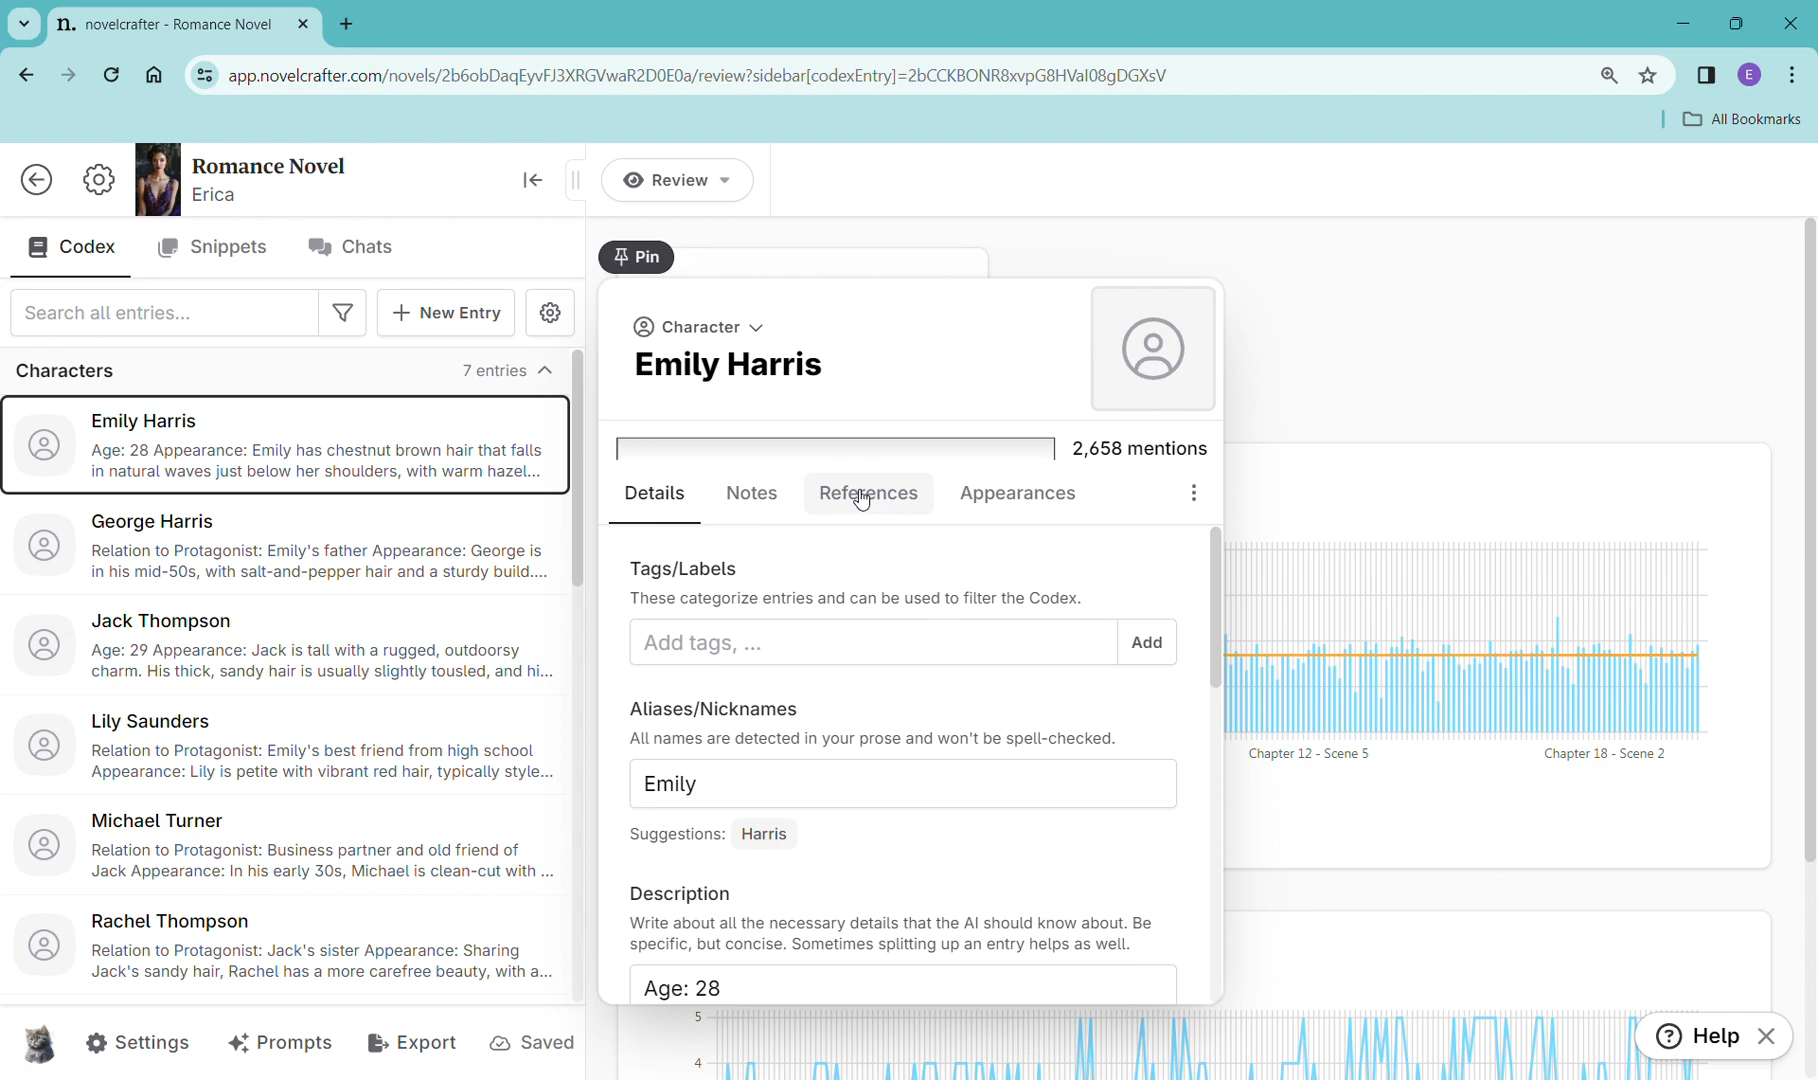 n. novelcrafter - Romance Novel
app.novelcrafter.com/novels/2b6obDaqEyvFJ3XRGVwaR2D0E0a/review?sidebar[codexEntry]=2bCCKBONR8xvpG8HVal08gDGXsV
E
All Bookmarks
Romance Novel
Erica
Review
Codex
Snippets
Chats
Pin
Search all entries...
New Entry
Characters
7 entries
Emily Harris
Age: 28 Appearance: Emily has chestnut brown hair that falls
in natural waves just below her shoulders, with warm hazel...
George Harris
Relation to Protagonist: Emily's father Appearance: George is
in his mid-50s, with salt-and-pepper hair and a sturdy build....
Jack Thompson
Age: 29 Appearance: Jack is tall with a rugged, outdoorsy
charm. His thick, sandy hair is usually slightly tousled, and hi...
Lily Saunders
Relation to Protagonist: Emily's best friend from high school
Appearance: Lily is petite with vibrant red hair, typically style...
Michael Turner
Relation to Protagonist: Business partner and old friend of
Jack Appearance: In his early 30s, Michael is clean-cut with ...
Rachel Thompson
Relation to Protagonist: Jack's sister Appearance: Sharing
Jack's sandy hair, Rachel has a more carefree beauty, with a...
Settings
Prompts
Export
Saved
Character
Emily Harris
2,658 mentions
Details
Notes
References
Appearances
Tags/Labels
These categorize entries and can be used to filter the Codex.
Add tags, ...
Add
Aliases/Nicknames
All names are detected in your prose and won't be spell-checked.
Emily
Suggestions: Harris
Description
Write about all the necessary details that the AI should know about. Be
specific, but concise. Sometimes splitting up an entry helps as well.
Age: 28
Chapter 12 - Scene 5
Chapter 18 - Scene 2
5
4
Help